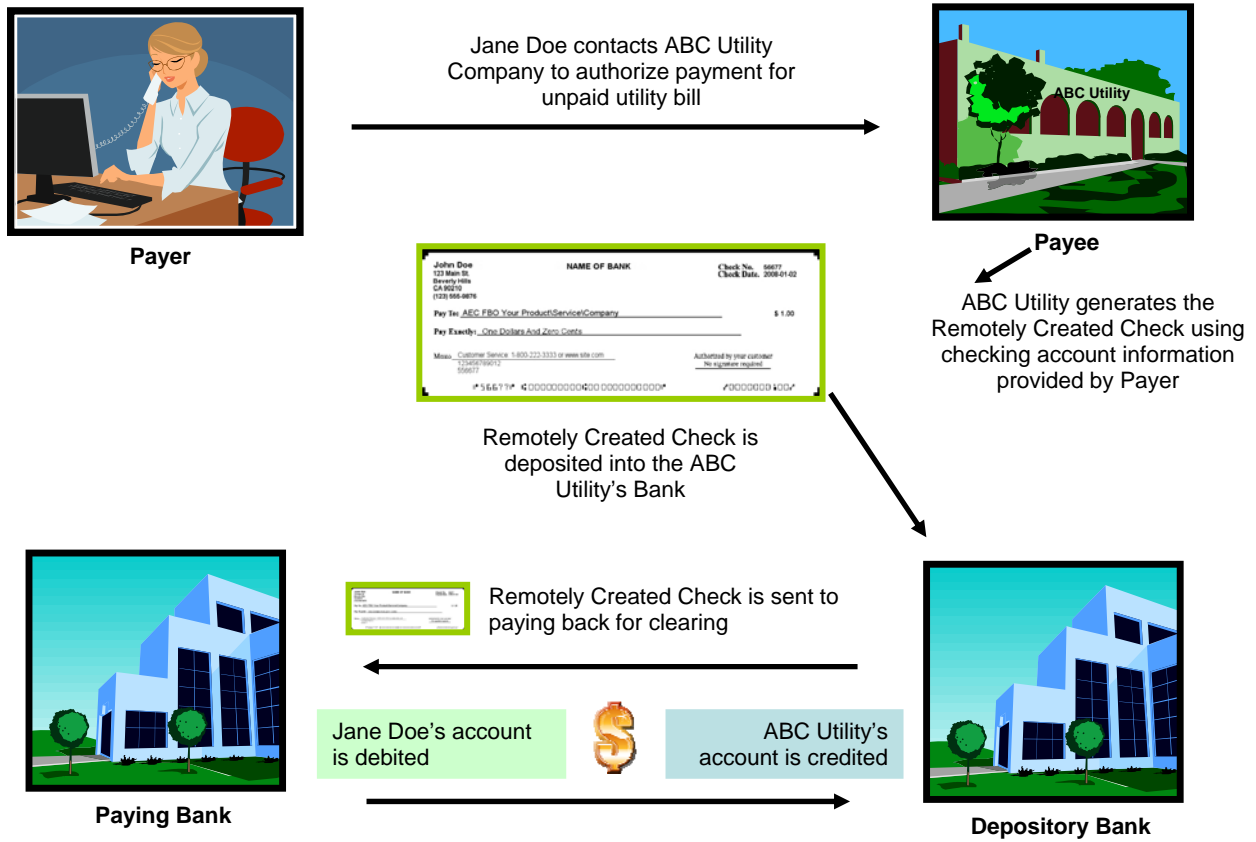 Jane Doe contacts ABC Utility
Company to authorize payment for
unpaid utility bill
ABC Utility
Payer
Payee
John Doe
123 Main St.
Beverly Hills
CA 90210
(123) 555-9876
NAME OF BANK
Check No. 56677
Check Date. 2008-01-02
Pay To: AEC FBO Your Product\Service\Company
$ 1.00
Pay Exactly: One Dollars And Zero Cents
Memo Customer Service 1-800-222-3333 or www.site.com
123456789012
556677
Authorized by your customer
No signature required
ABC Utility generates the
Remotely Created Check using
checking account information
provided by Payer
Remotely Created Check is
deposited into the ABC
Utility’s Bank
Remotely Created Check is sent to
paying back for clearing
Jane Doe’s account
is debited
ABC Utility’s
account is credited
Paying Bank
Depository Bank